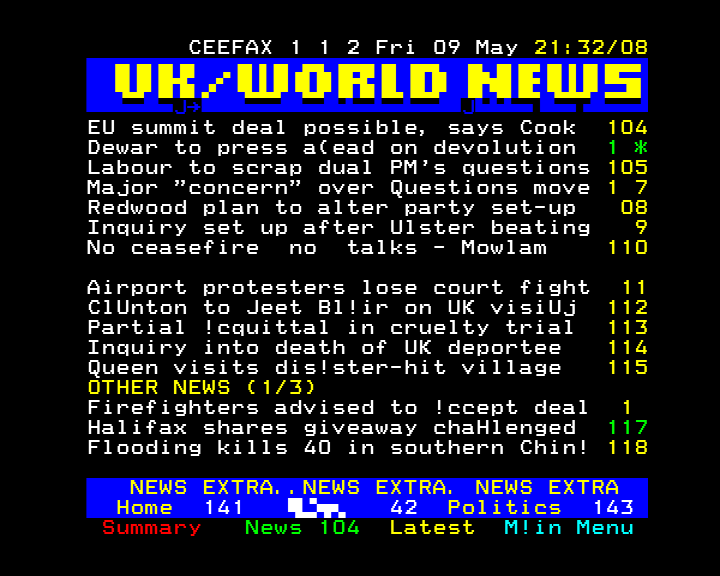 CEEFAX 1 1 2 Fri 09 May 21:32/08
UK/WORLD NEWS
EU summit deal possible, says Cook 104
Dewar to press a(ead on devolution 1 *
Labour to scrap dual PM's questions 105
Major "concern" over Questions move 1 7
Redwood plan to alter party set-up 08
Inquiry set up after Ulster beating 9
No ceasefire no talks - Mowlam 110
Airport protesters lose court fight 11
ClUnton to Jeet Bl!ir on UK visiUj 112
Partial !cquittal in cruelty trial 113
Inquiry into death of UK deportee 114
Queen visits dis!ster-hit village 115
OTHER NEWS (1/3)
Firefighters advised to !ccept deal 1
Halifax shares giveaway chaHlenged 117
Flooding kills 40 in southern Chin! 118
NEWS EXTRA..NEWS EXTRA. NEWS EXTRA
Home 141 42 Politics 143
Summary News 104 Latest M!in Menu